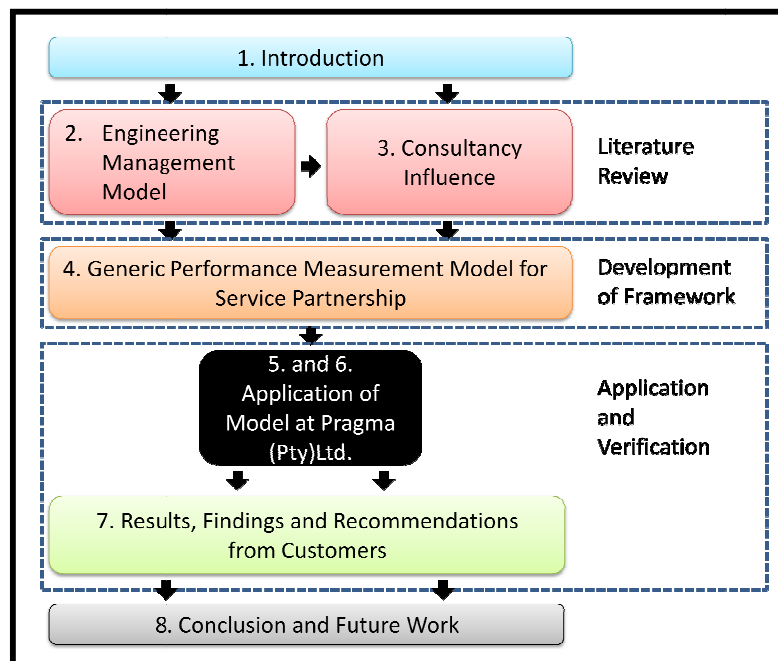 1. Introduction
2. Engineering
Management
Model
3. Consultancy
Influence
Literature
Review
4. Generic Performance Measurement Model for
Service Partnership
Development
of Framework
5. and 6.
Application of
Model at Pragma
(Pty)Ltd.
Application
and
Verification
7. Results, Findings and Recommendations
from Customers
8. Conclusion and Future Work